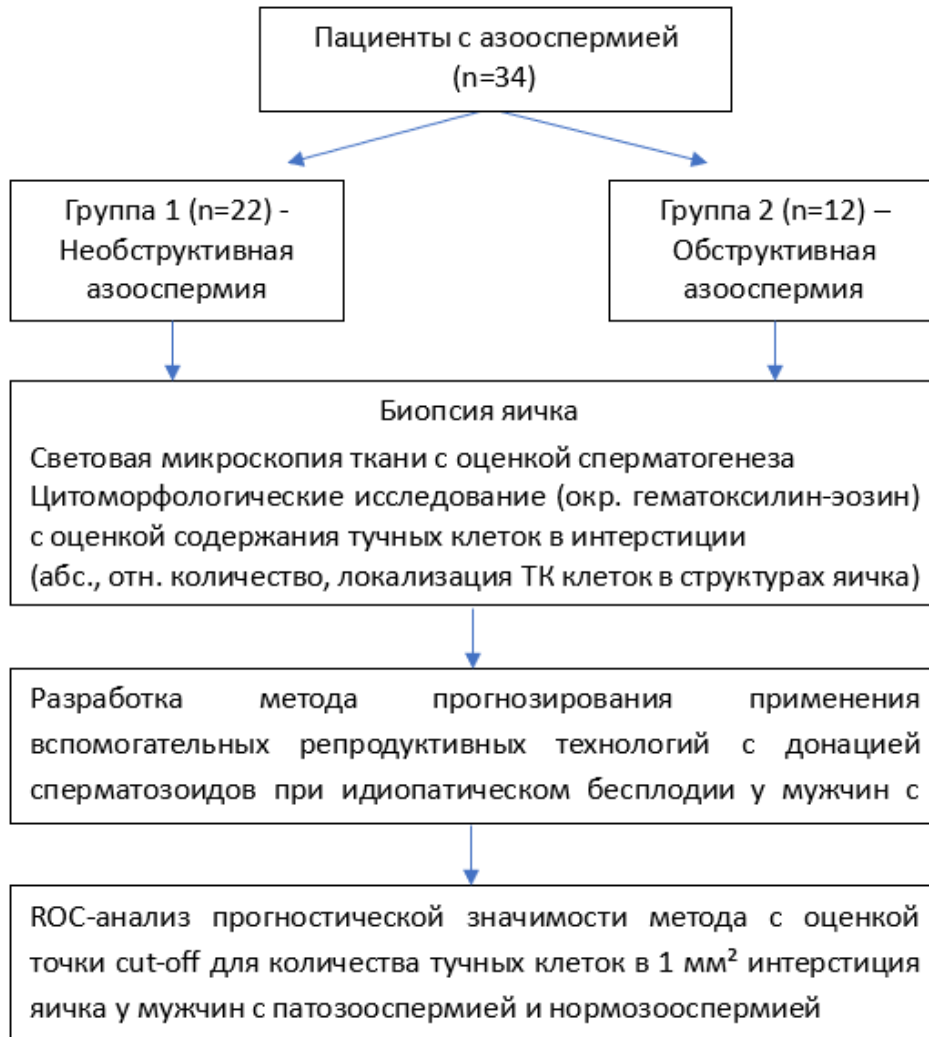 Пациенты с азооспермией
(n=34)
Группа 1 (n=22) -
Необструктивная
азооспермия
Группа 2 (n=12) –
Обструктивная
азооспермия
Биопсия яичка
Световая микроскопия ткани с оценкой сперматогенеза
Цитоморфологические исследование (окр. гематоксилин-эозин)
с оценкой содержания тучных клеток в интерстиции
(абс., отн. количество, локализация ТК клеток в структурах яичка)
Разработка метода прогнозирования применения
вспомогательных репродуктивных технологий с донацией
сперматозоидов при идиопатическом бесплодии у мужчин с
ROC-анализ прогностической значимости метода с оценкой
точки cut-off для количества тучных клеток в 1 мм² интерстиция
яичка у мужчин с патозооспермией и нормозооспермией